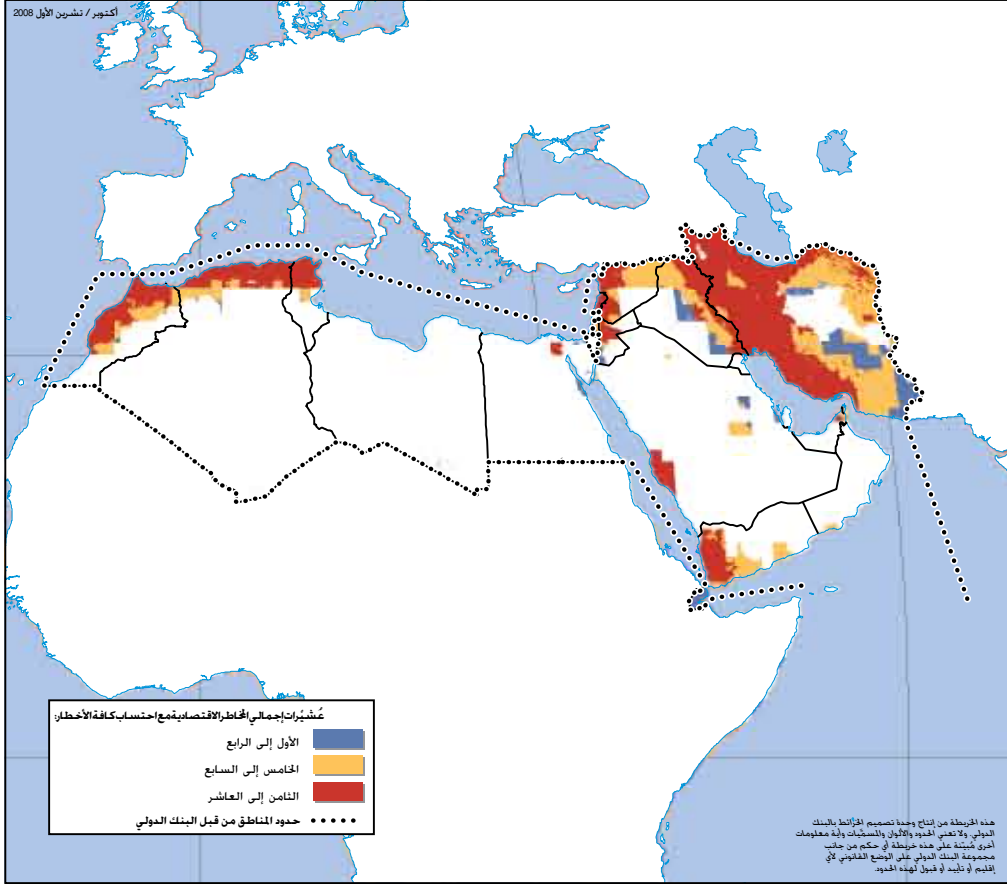 أكتوبر / تشرين الأول 2008
عُشيُرات إجمالي المخاطر الاقتصادية مع احتساب كافة الأخطار:
الأول إلى الرابع
الخامس إلى السابع
الثامن إلى العاشر
حدود المناطق من قبل البنك الدولي
هذه الخريطة من إنتاج وحدة تصميم الخرائط بالبنك
الدولي. ولا تعني الحدود والألوان والمسمّيات وأية معلومات
أخرى مُبيّنة على هذه خريطة أي حكم من جانب
مجموعة البنك الدولي على الوضع القانوني لأي
إقليم أو تأييد أو قبول لهذه الحدود.